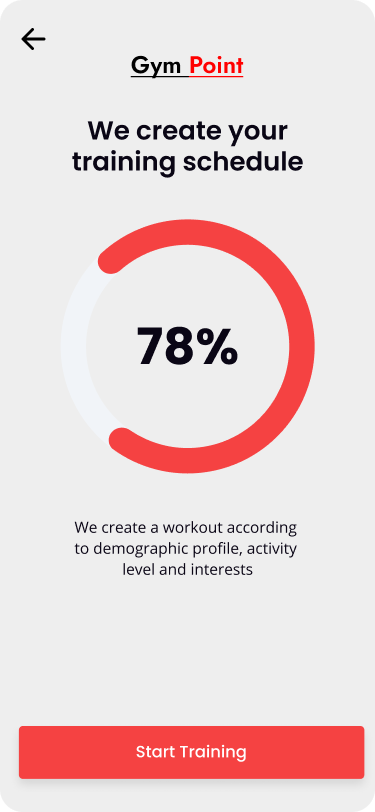 Gym Point
We create your
training schedule
78%
We create a workout according
to demographic profile, activity
level and interests
Start Training